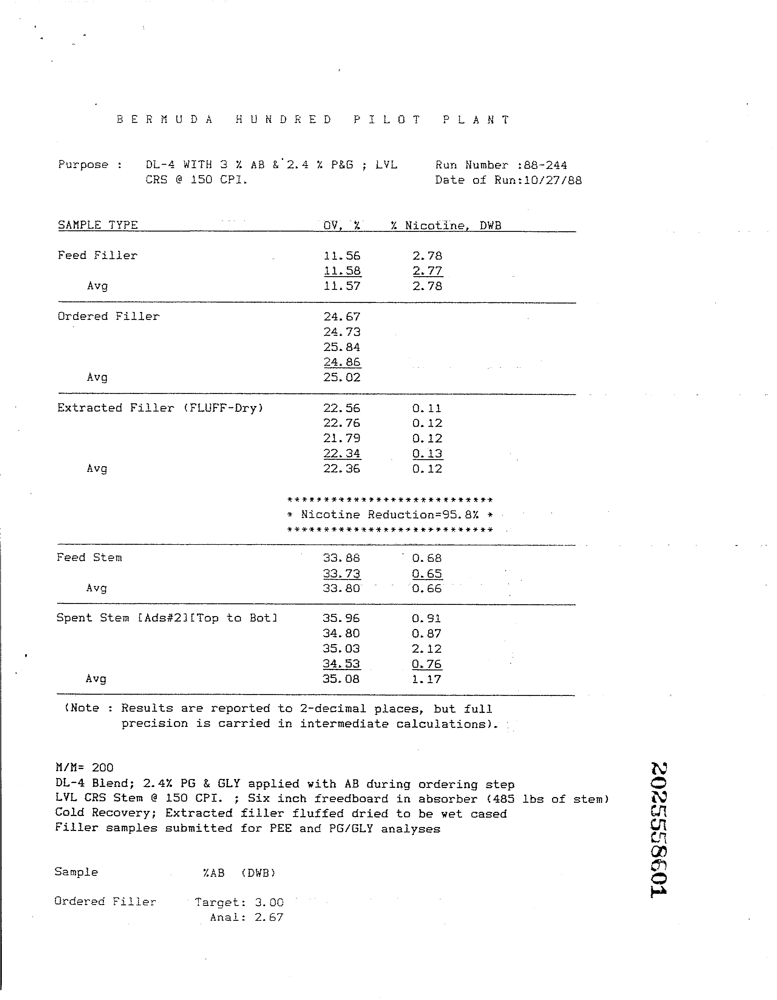 BERMUDA HUNDRED PILOT PLANT
Purpose : DL-4 WITH 3 % AB & 2.4 % P&G ; LVL Run Number :88-244
CRS @ 150 CPI. Date of Run:10/27/88
SAMPLE TYPE OV, % % Nicotine, DWB
Feed Filler 11.56 2.78
11.58 2.77
Avg 11.57 2.78
Ordered Filler 24.67
24.73
25.84
24.86
Avg 25.02
Extracted Filler (FLUFF-Dry) 22.56 0.11
22.76 0.12
21.79 0.12
22.34 0.13
Avg 22.36 0.12
****************************
* Nicotine Reduction=95.8% *
****************************
Feed Stem 33.88 0.68
33.73 0.65
Avg 33.80 0.66
Spent Stem [Ads#2][Top to Bot] 35.96 0.91
34.80 0.87
35.03 2.12
34.53 0.76
Avg 35.08 1.17
(Note : Results are reported to 2-decimal places, but full
precision is carried in intermediate calculations).
M/M= 200
DL-4 Blend; 2.4% PG & GLY applied with AB during ordering step
LVL CRS Stem @ 150 CPI. ; Six inch freedboard in absorber (485 lbs of stem)
Cold Recovery; Extracted filler fluffed dried to be wet cased
Filler samples submitted for PEE and PG/GLY analyses
Sample %AB (DWB)
Ordered Filler Target: 3.00
Anal: 2.67
2025558601